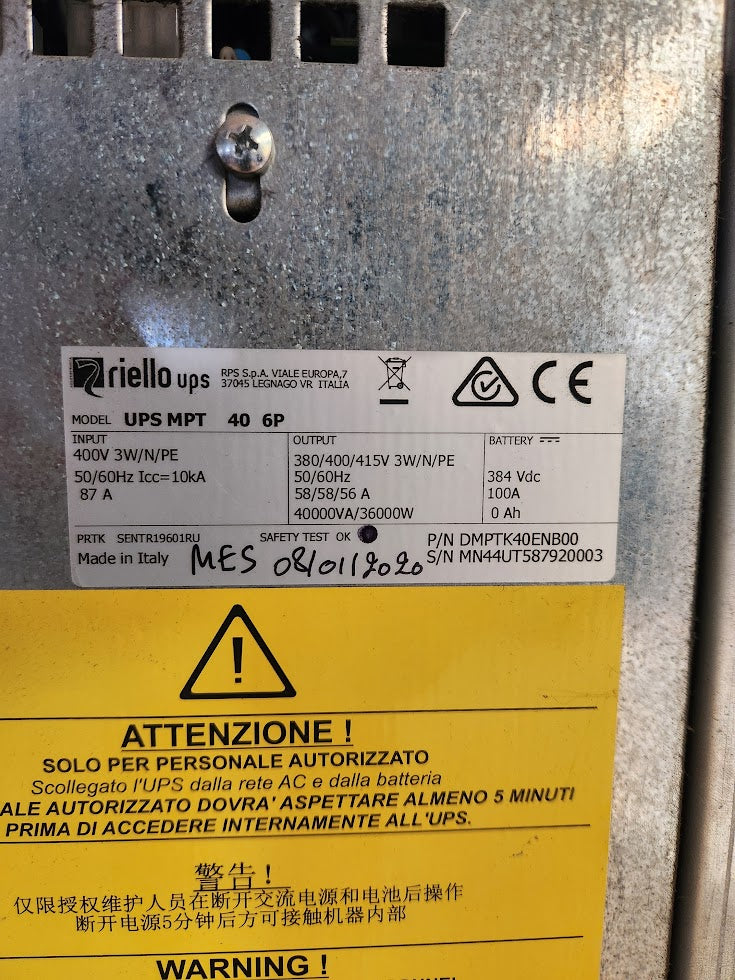 riello ups
RPS S.p.A. VIALE EUROPA,7
37045 LEGNAGO VR ITALIA
CE
MODEL UPS MPT 40 6P
INPUT
400V 3W/N/PE
50/60Hz Icc=10kA
87 A
OUTPUT
380/400/415V 3W/N/PE
50/60Hz
58/58/56 A
40000VA/36000W
BATTERY
384 Vdc
100A
0 Ah
PRTK SENTR19601RU
SAFETY TEST OK
P/N DMPTK40ENB00
Made in Italy
MES 08/01/2020
S/N MN44UT587920003
ATTENZIONE !
SOLO PER PERSONALE AUTORIZZATO
Scollegato l'UPS dalla rete AC e dalla batteria
ALE AUTORIZZATO DOVRA' ASPETTARE ALMENO 5 MINUTI
PRIMA DI ACCEDERE INTERNAMENTE ALL'UPS.
警告!
仅限授权维护人员在断开交流电源和电池后操作
断开电源5分钟后方可接触机器内部
WARNING !